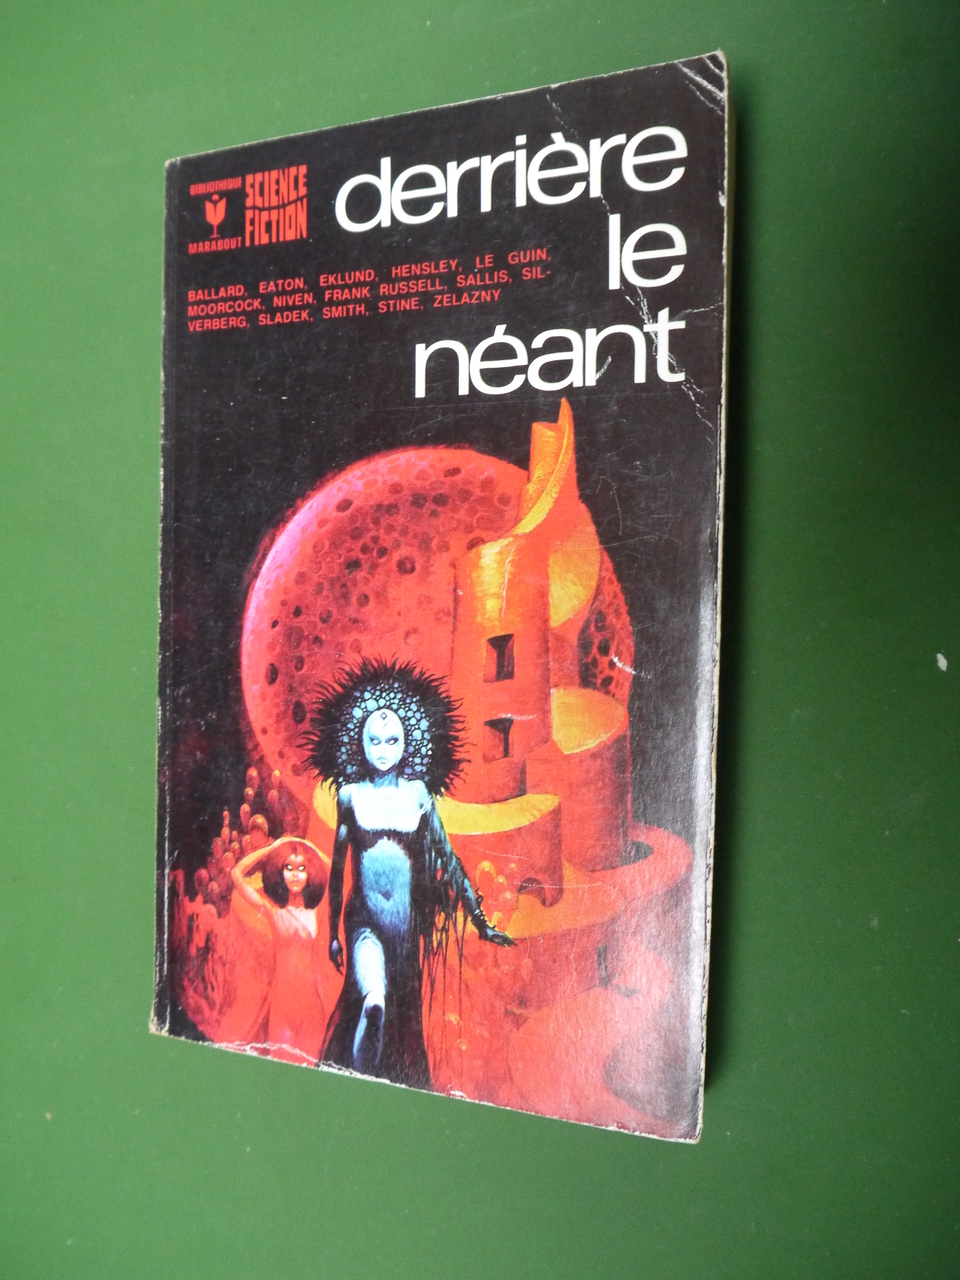 BIBLIOTHEQUE
MARABOUT
SCIENCE
FICTION
derrière
le
néant
BALLARD, EATON, EKLUND, HENSLEY, LE GUIN,
MOORCOCK, NIVEN, FRANK RUSSELL, SALLIS, SIL-
VERBERG, SLADEK, SMITH, STINE, ZELAZNY